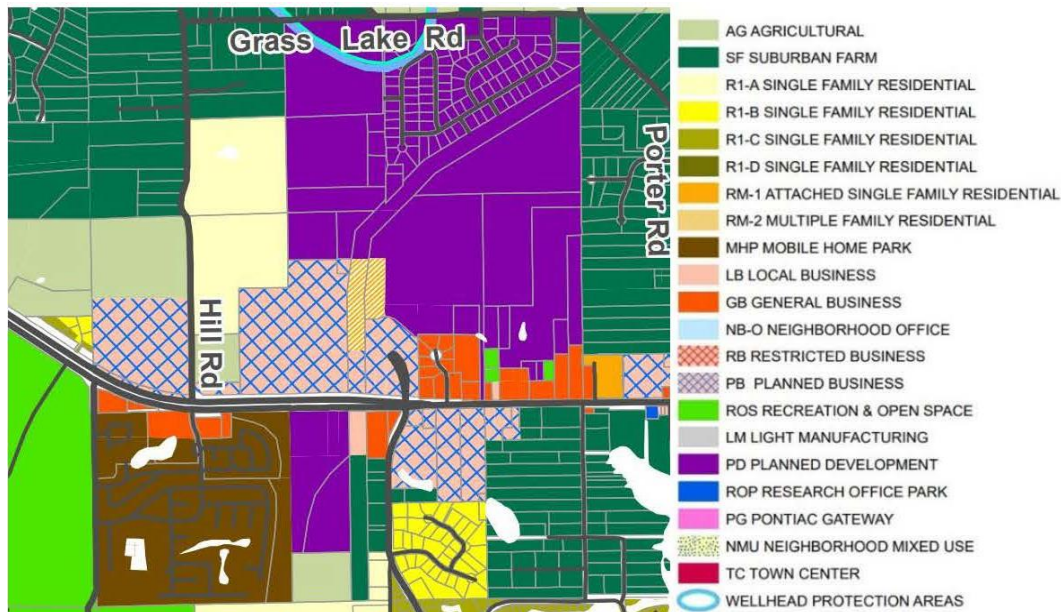 Grass Lake Rd
Porter Rd
Hill Rd
AG AGRICULTURAL
SF SUBURBAN FARM
R1-A SINGLE FAMILY RESIDENTIAL
R1-B SINGLE FAMILY RESIDENTIAL
R1-C SINGLE FAMILY RESIDENTIAL
R1-D SINGLE FAMILY RESIDENTIAL
RM-1 ATTACHED SINGLE FAMILY RESIDENTIAL
RM-2 MULTIPLE FAMILY RESIDENTIAL
MHP MOBILE HOME PARK
LB LOCAL BUSINESS
GB GENERAL BUSINESS
NB-O NEIGHBORHOOD OFFICE
RB RESTRICTED BUSINESS
PB PLANNED BUSINESS
ROS RECREATION & OPEN SPACE
LM LIGHT MANUFACTURING
PD PLANNED DEVELOPMENT
ROP RESEARCH OFFICE PARK
PG PONTIAC GATEWAY
NMU NEIGHBORHOOD MIXED USE
TC TOWN CENTER
WELLHEAD PROTECTION AREAS